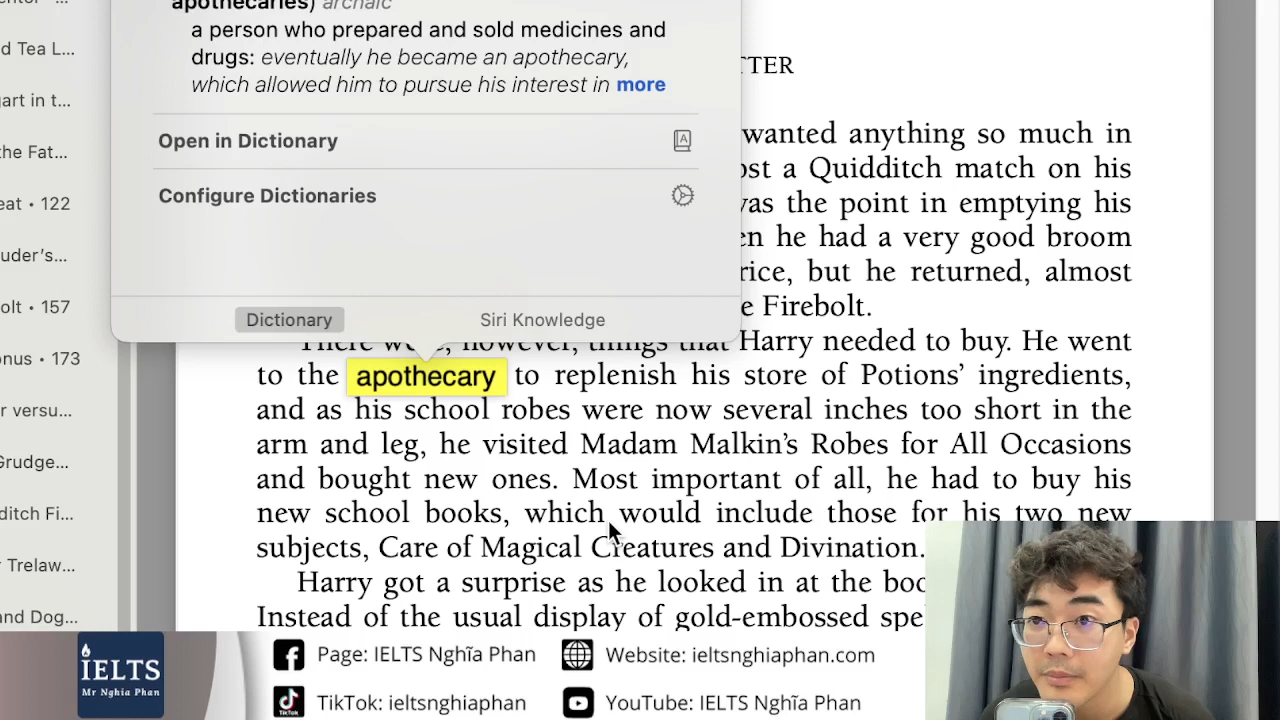 apothecaries) archaic
a person who prepared and sold medicines and
drugs: eventually he became an apothecary,
which allowed him to pursue his interest in more
Open in Dictionary
Configure Dictionaries
Dictionary
Siri Knowledge
d Tea L...
art in t...
the Fat...
eat • 122
uder's...
olt • 157
onus • 173
r versu...
Grudge...
ditch Fi...
r Trelaw...
and Dog...
TTER
wanted anything so much in
ost a Quidditch match on his
was the point in emptying his
en he had a very good broom
rice, but he returned, almost
e Firebolt.
There were, however, things that Harry needed to buy. He went
to the apothecary to replenish his store of Potions' ingredients,
and as his school robes were now several inches too short in the
arm and leg, he visited Madam Malkin's Robes for All Occasions
and bought new ones. Most important of all, he had to buy his
new school books, which would include those for his two new
subjects, Care of Magical Creatures and Divination.
Harry got a surprise as he looked in at the boo
Instead of the usual display of gold-embossed spe
IELTS
Mr Nghia Phan
Page: IELTS Nghĩa Phan
Website: ieltsnghiaphan.com
TikTok
TikTok: ieltsnghiaphan
YouTube: IELTS Nghĩa Phan